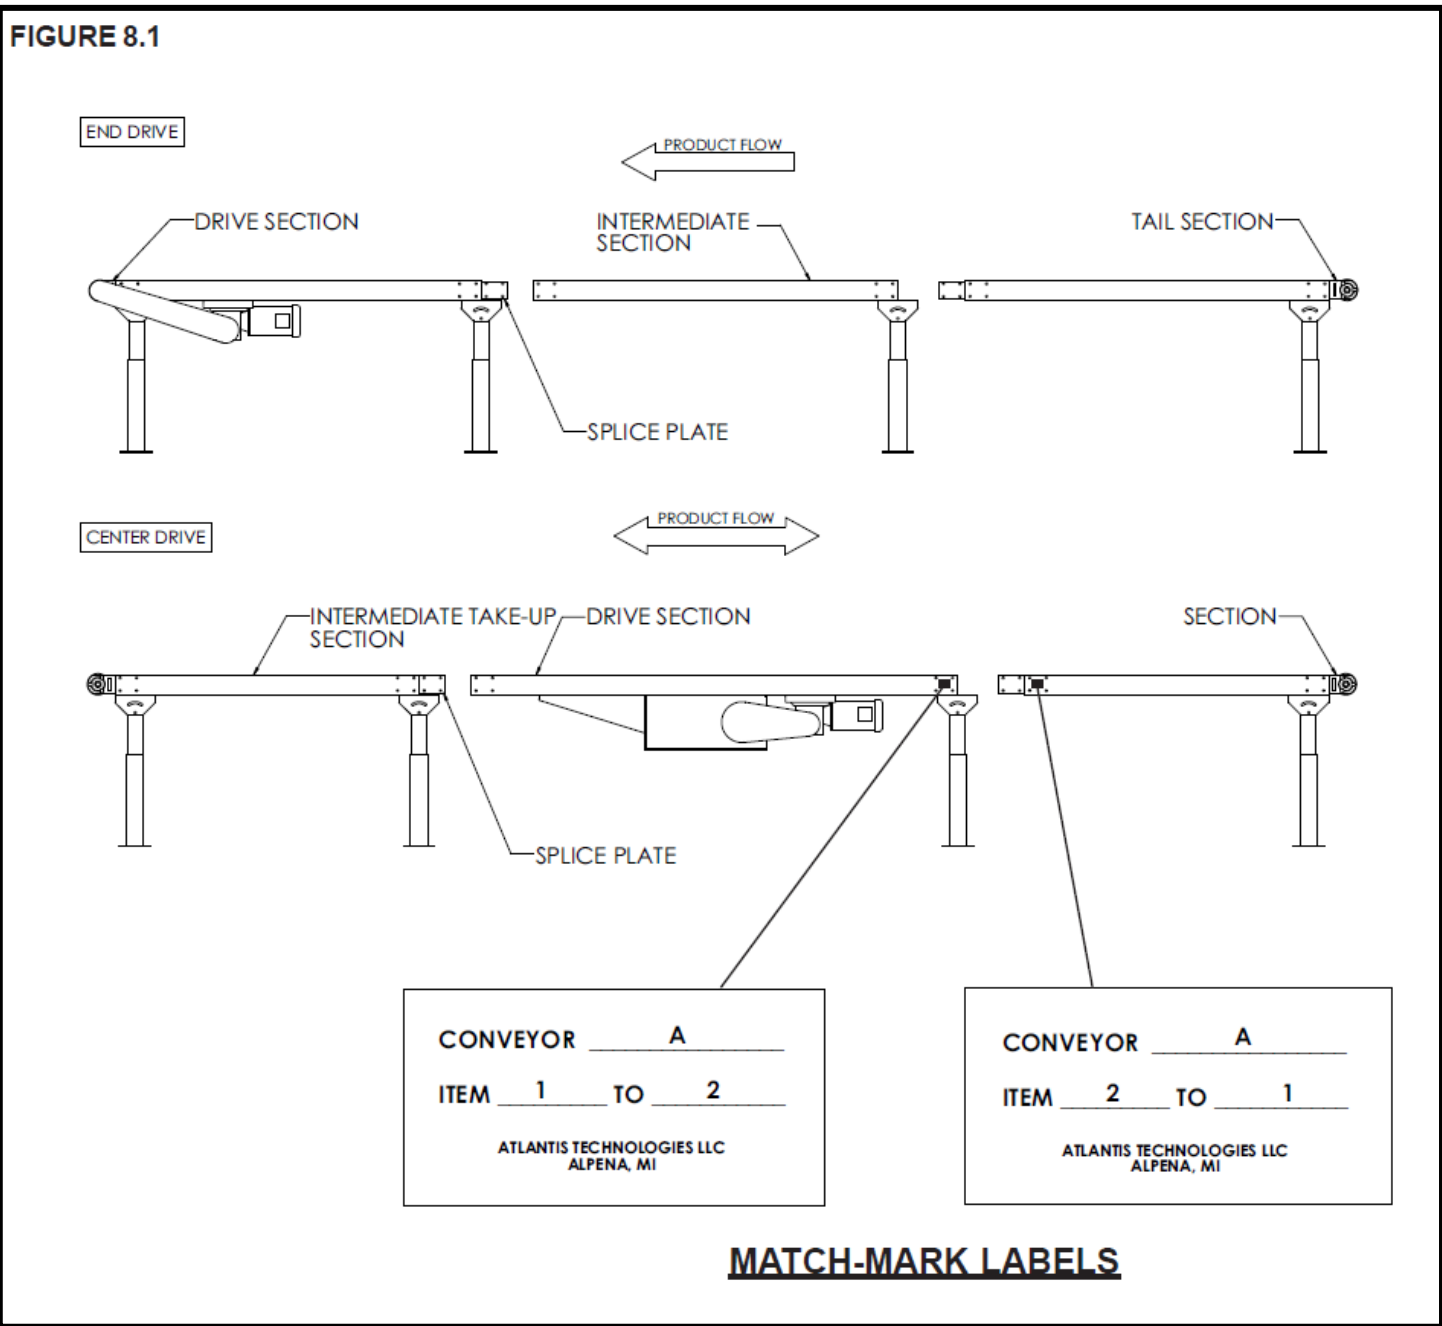 FIGURE 8.1
END DRIVE
PRODUCT FLOW
DRIVE SECTION
INTERMEDIATE
SECTION
TAIL SECTION
SPLICE PLATE
CENTER DRIVE
PRODUCT FLOW
INTERMEDIATE TAKE-UP
SECTION
DRIVE SECTION
SECTION
SPLICE PLATE
CONVEYOR A
ITEM 1 TO 2
ATLANTIS TECHNOLOGIES LLC
ALPENA, MI
CONVEYOR A
ITEM 2 TO 1
ATLANTIS TECHNOLOGIES LLC
ALPENA, MI
MATCH-MARK LABELS